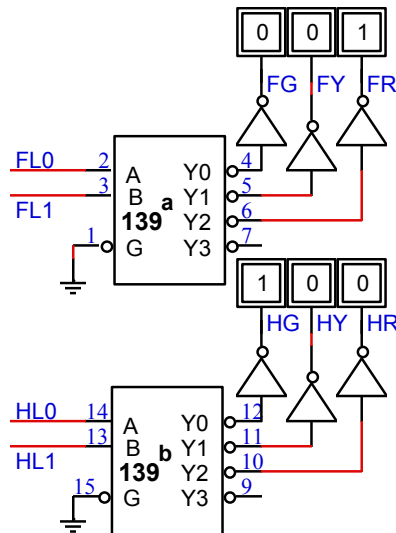 0 0 1
FG FY FR
FL0 2 A Y0 4
FL1 3 B Y1 5
139 a Y2 6
1 G Y3 7
1 0 0
HG HY HR
HL0 14 A Y0 12
HL1 13 B Y1 11
139 b Y2 10
15 G Y3 9